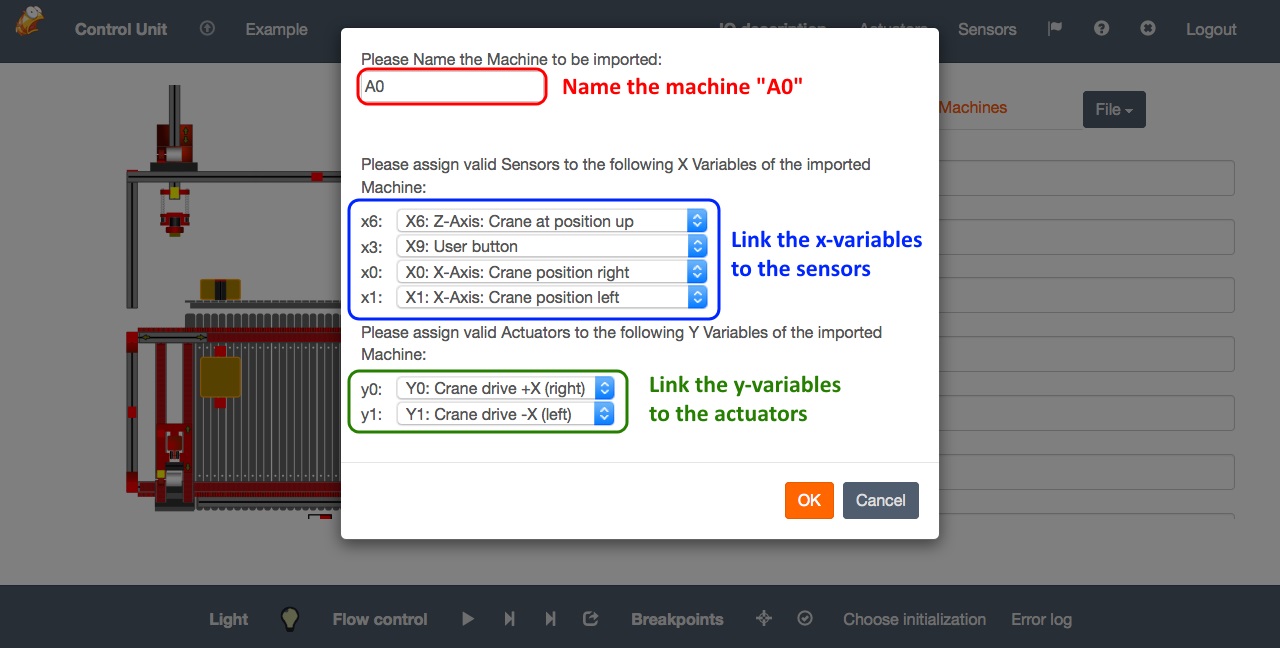 Control Unit
Example
IO description
Actuators
Sensors
Logout
Please Name the Machine to be imported:
A0
Name the machine "A0"
Machines
File
Please assign valid Sensors to the following X Variables of the imported
Machine:
x6: X6: Z-Axis: Crane at position up
x3: X9: User button
x0: X0: X-Axis: Crane position right
x1: X1: X-Axis: Crane position left
Link the x-variables
to the sensors
Please assign valid Actuators to the following Y Variables of the imported
Machine:
y0: Y0: Crane drive +X (right)
y1: Y1: Crane drive -X (left)
Link the y-variables
to the actuators
OK
Cancel
Light
Flow control
Breakpoints
Choose initialization
Error log